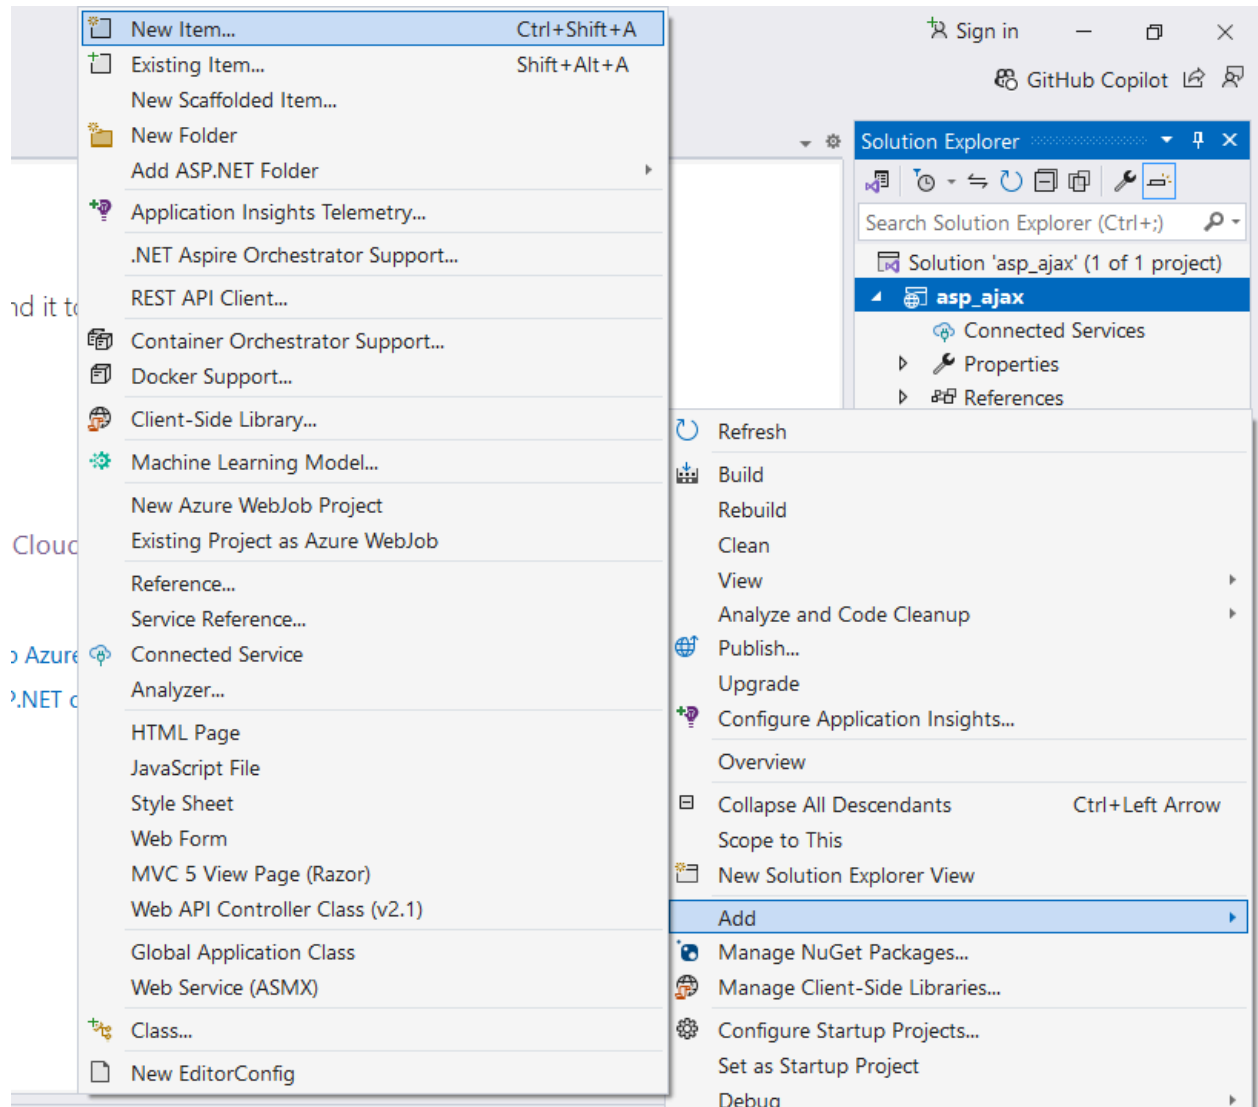 New Item... Ctrl+Shift+A
Existing Item... Shift+Alt+A
New Scaffolded Item...
New Folder
Add ASP.NET Folder
Application Insights Telemetry...
.NET Aspire Orchestrator Support...
REST API Client...
Container Orchestrator Support...
Docker Support...
Client-Side Library...
Machine Learning Model...
New Azure WebJob Project
Existing Project as Azure WebJob
Reference...
Service Reference...
Connected Service
Analyzer...
HTML Page
JavaScript File
Style Sheet
Web Form
MVC 5 View Page (Razor)
Web API Controller Class (v2.1)
Global Application Class
Web Service (ASMX)
Class...
New EditorConfig
nd it to
Cloud
o Azure
P.NET
Sign in
GitHub Copilot
Solution Explorer
Search Solution Explorer (Ctrl+;)
Solution 'asp_ajax' (1 of 1 project)
asp_ajax
Connected Services
Properties
References
Refresh
Build
Rebuild
Clean
View
Analyze and Code Cleanup
Publish...
Upgrade
Configure Application Insights...
Overview
Collapse All Descendants Ctrl+Left Arrow
Scope to This
New Solution Explorer View
Add
Manage NuGet Packages...
Manage Client-Side Libraries...
Configure Startup Projects...
Set as Startup Project
Debug